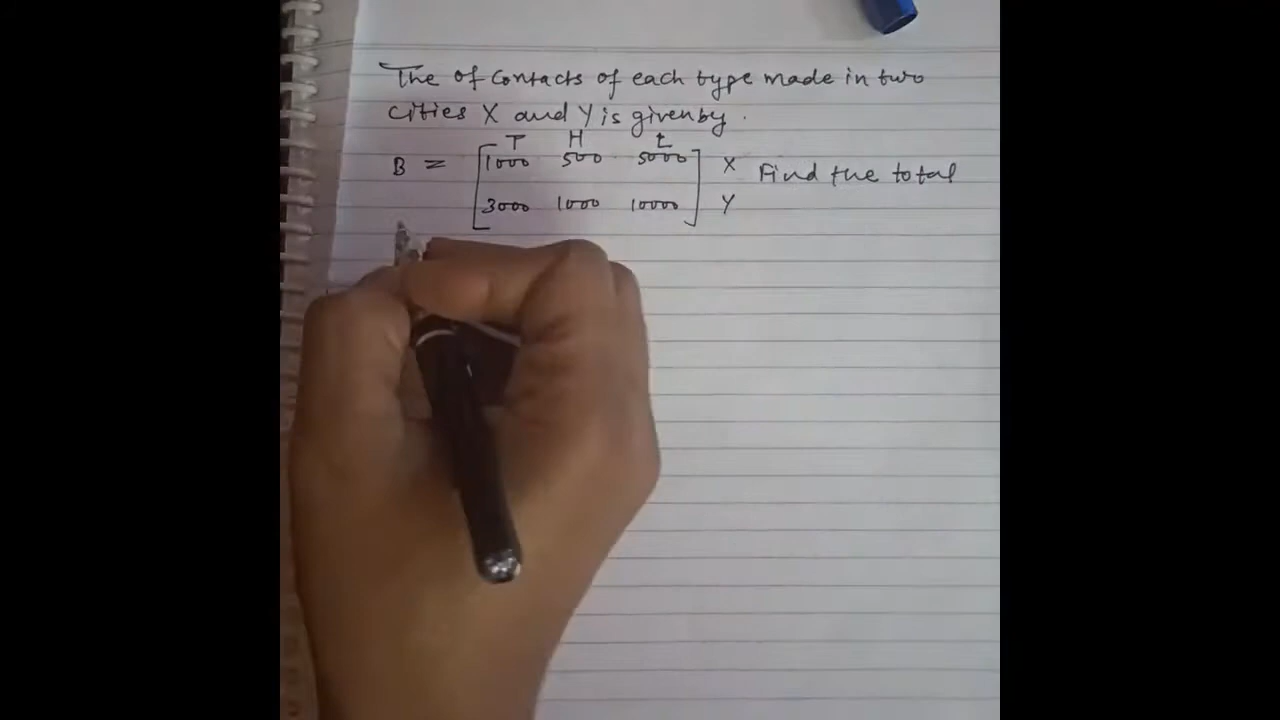 The of contacts of each type made in two
cities X and Y is given by.
T H L
B = [1000 500 5000] X Find the total
[3000 1000 10000] Y